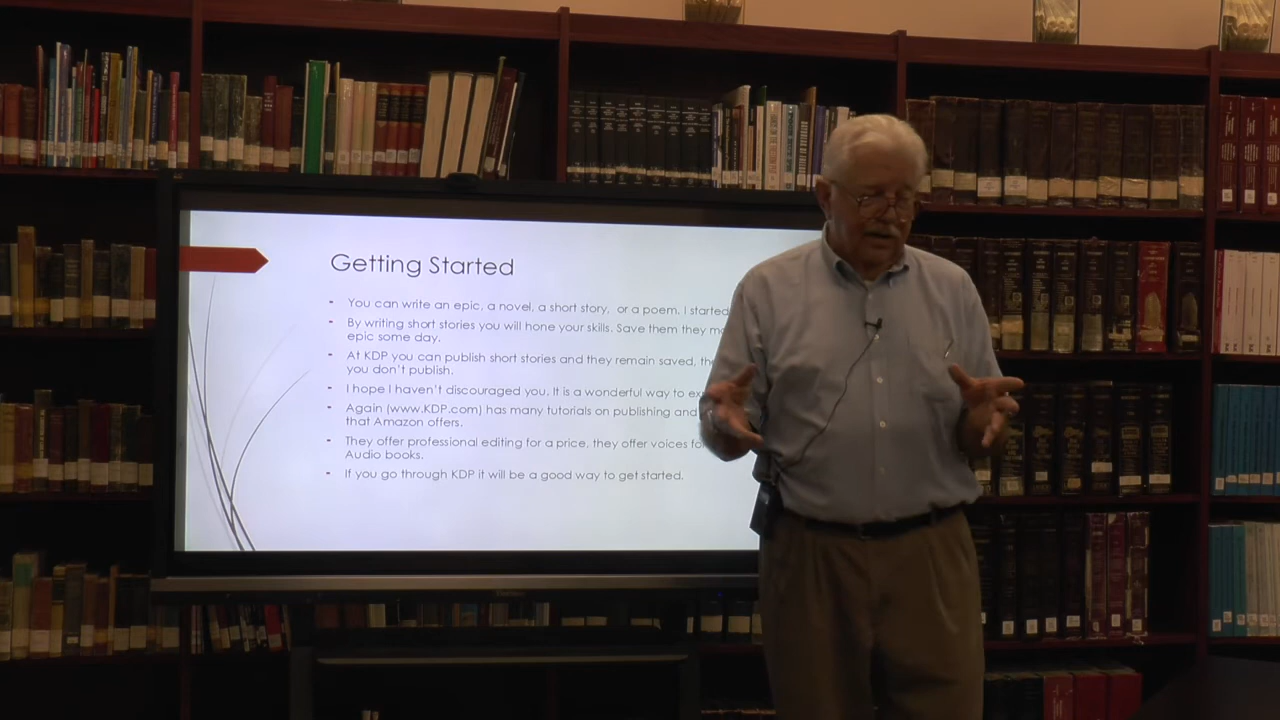 Getting Started
- You can write an epic, a novel, a short story, or a poem. I started
- By writing short stories you will hone your skills. Save them they
epic some day.
- At KDP you can publish short stories and they remain saved,
you don't publish.
- I hope I haven't discouraged you. It is a wonderful way to
- Again (www.KDP.com) has many tutorials on publishing and
that Amazon offers.
- They offer professional editing for a price, they offer voices
Audio books.
- If you go through KDP it will be a good way to get started.